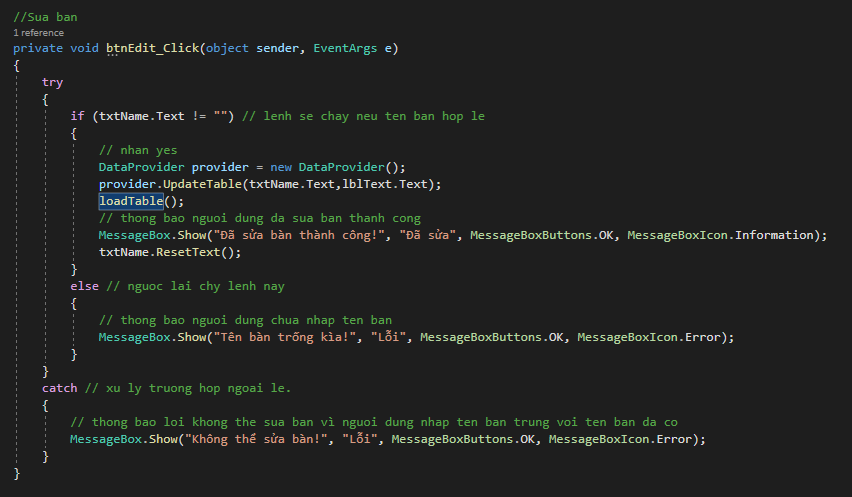 //Sua ban
1 reference
private void btnEdit_Click(object sender, EventArgs e)
{
try
{
if (txtName.Text != "") // lenh se chay neu ten ban hop le
{
// nhan yes
DataProvider provider = new DataProvider();
provider.UpdateTable(txtName.Text,lblText.Text);
loadTable();
// thong bao nguoi dung da sua ban thanh cong
MessageBox.Show("Đã sửa bàn thành công!", "Đã sửa", MessageBoxButtons.OK, MessageBoxIcon.Information);
txtName.ResetText();
}
else // nguoc lai chy lenh nay
{
// thong bao nguoi dung chua nhap ten ban
MessageBox.Show("Tên bàn trống kìa!", "Lỗi", MessageBoxButtons.OK, MessageBoxIcon.Error);
}
}
catch // xu ly truong hop ngoai le.
{
// thong bao loi khong the sua ban vì nguoi dung nhap ten ban trung voi ten ban da co
MessageBox.Show("Không thể sửa bàn!", "Lỗi", MessageBoxButtons.OK, MessageBoxIcon.Error);
}
}